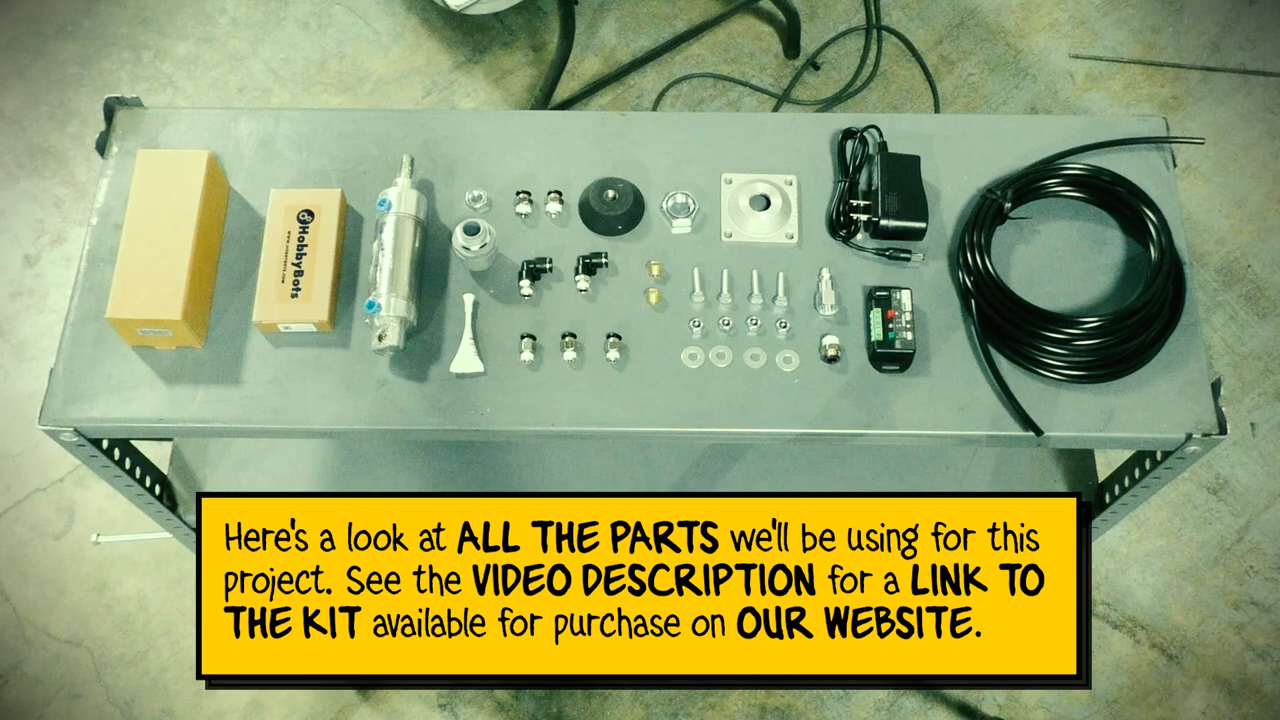 HobbyBots
Here's a look at ALL THE PARTS we'll be using for this
project. See the VIDEO DESCRIPTION for a LINK TO
THE KIT available for purchase on OUR WEBSITE.